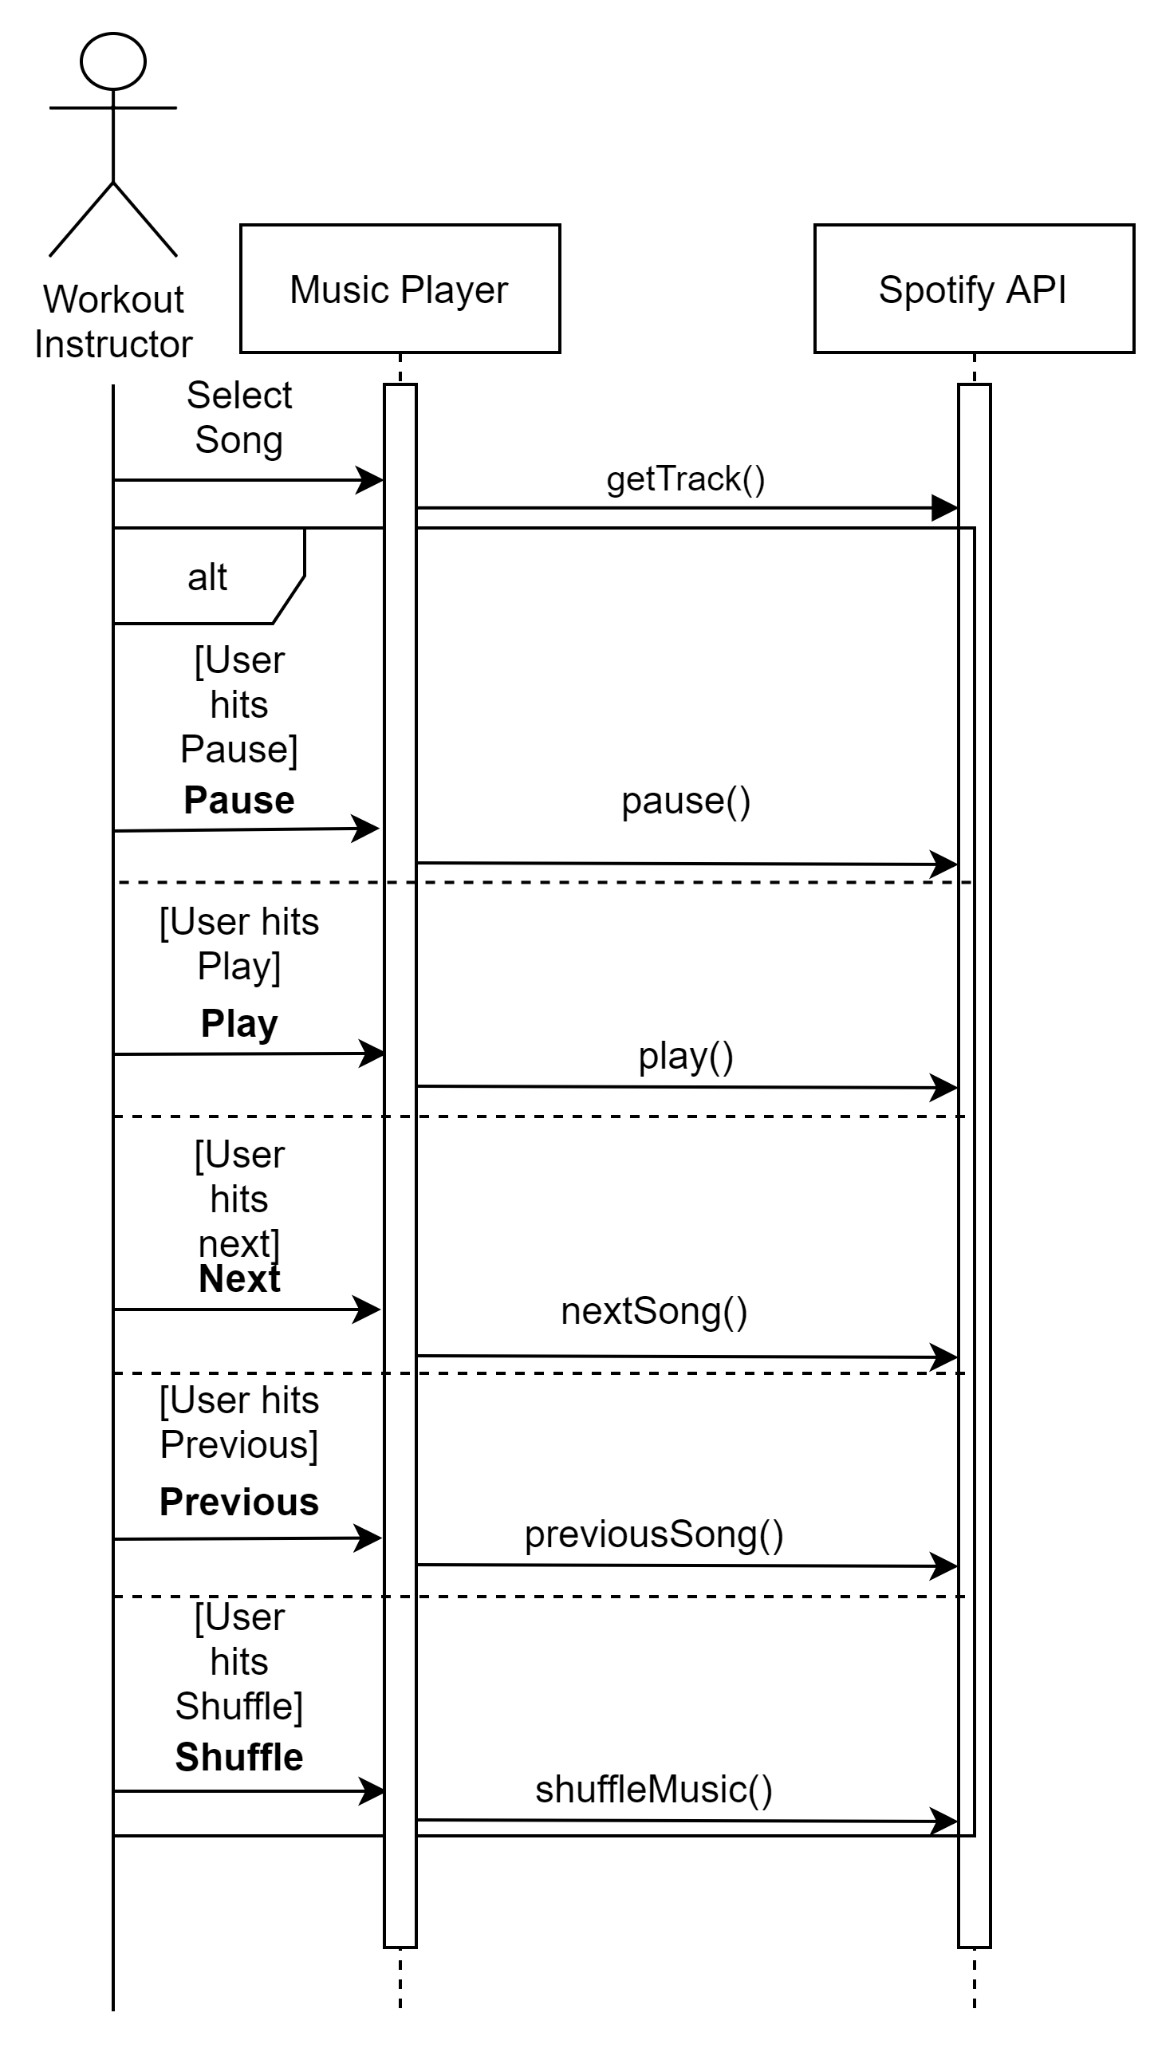 Workout
Instructor
Music Player
Spotify API
Select
Song
getTrack()
alt
[User
hits
Pause]
Pause
pause()
[User hits
Play]
Play
play()
[User
hits
next]
Next
nextSong()
[User hits
Previous]
Previous
previousSong()
[User
hits
Shuffle]
Shuffle
shuffleMusic()